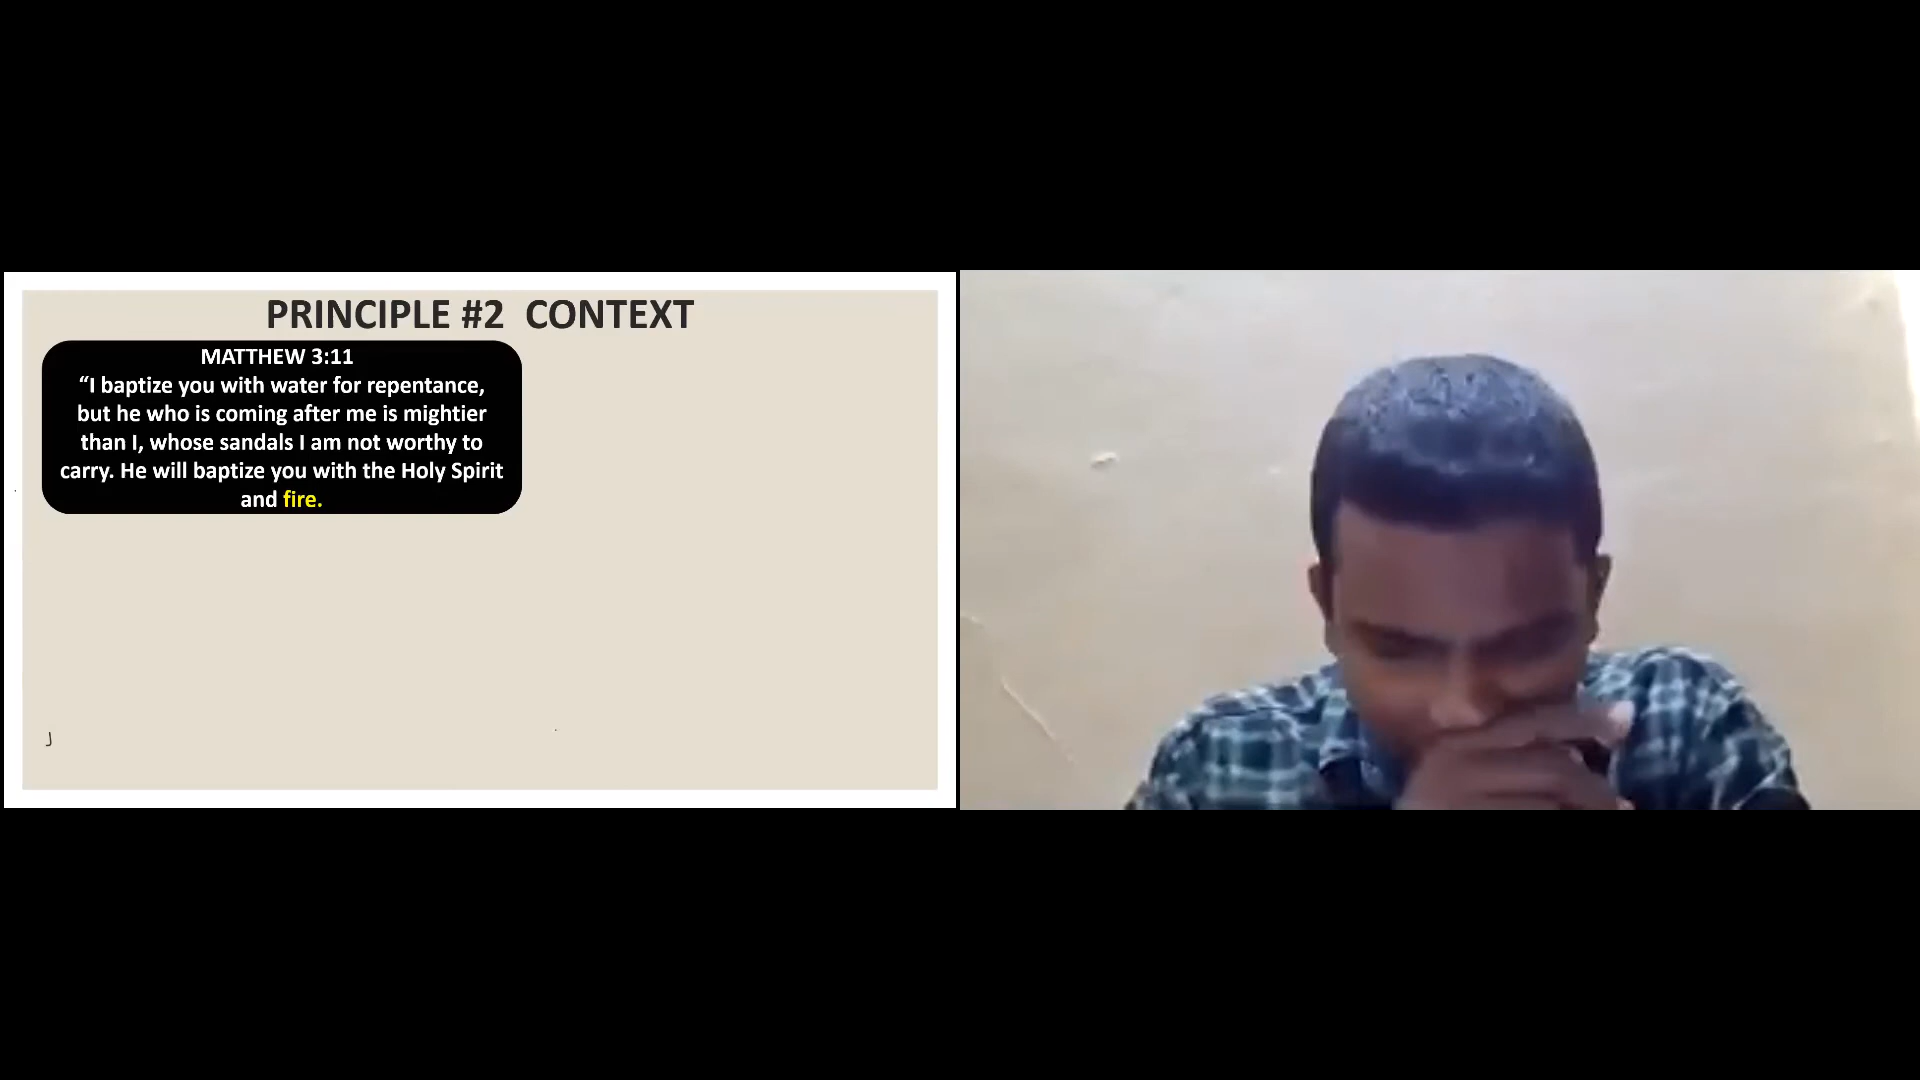 PRINCIPLE #2 CONTEXT
MATTHEW 3:11
“I baptize you with water for repentance,
but he who is coming after me is mightier
than I, whose sandals I am not worthy to
carry. He will baptize you with the Holy Spirit
and fire.